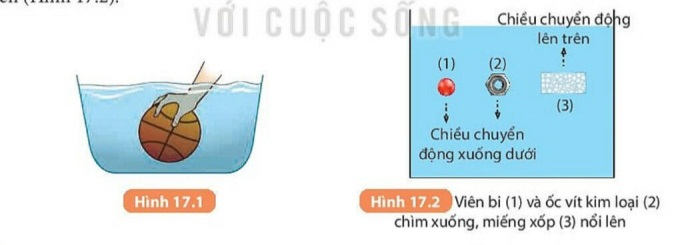 VỚI CUỘC SỐNG
Chiều chuyển động
lên trên
(1)
(2)
(3)
Chiều chuyển
động xuống dưới
Hình 17.1
Hình 17.2 Viên bi (1) và ốc vít kim loại (2)
chìm xuống, miếng xốp (3) nổi lên